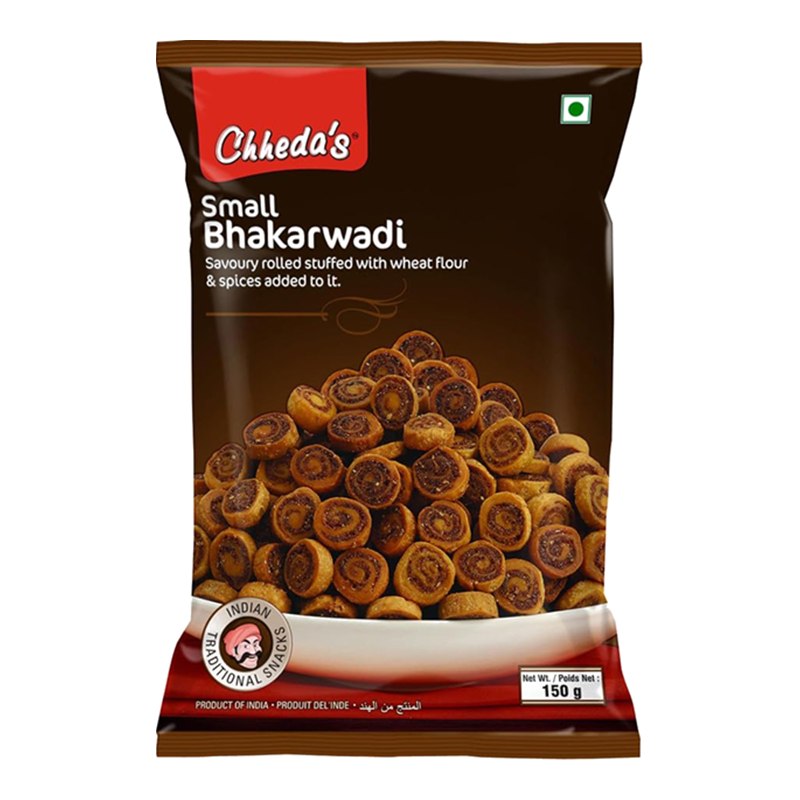 Chheda's™
Small
Bhakarwadi
Savoury rolled stuffed with wheat flour
& spices added to it.
INDIAN
TRADITIONAL SNACKS
Net Wt. / Poids Net :
150 g
PRODUCT OF INDIA • PRODUIT DEL'INDE • المنتج من الهند